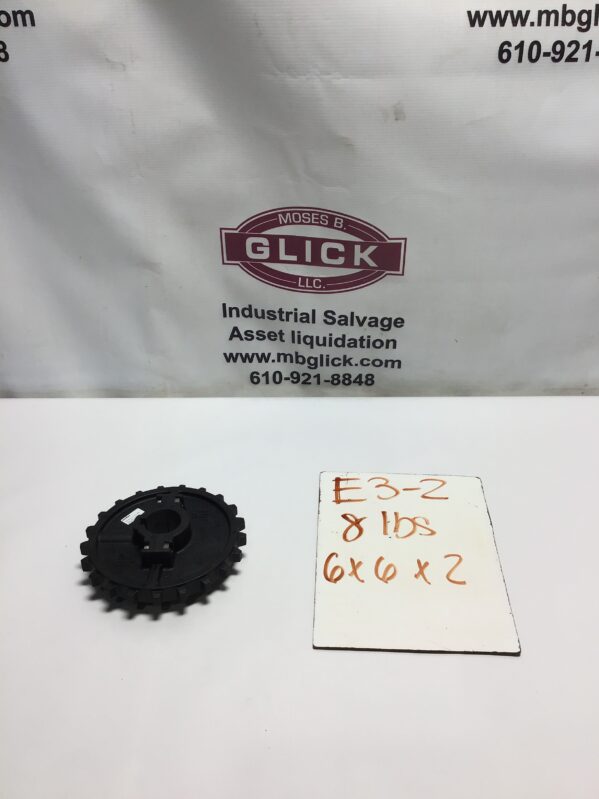 om
8
www.mbgli
610-921-
MOSES B.
GLICK
LLC.
Industrial Salvage
Asset liquidation
www.mbglick.com
610-921-8848
E3-2
8 lbs
6x6x2